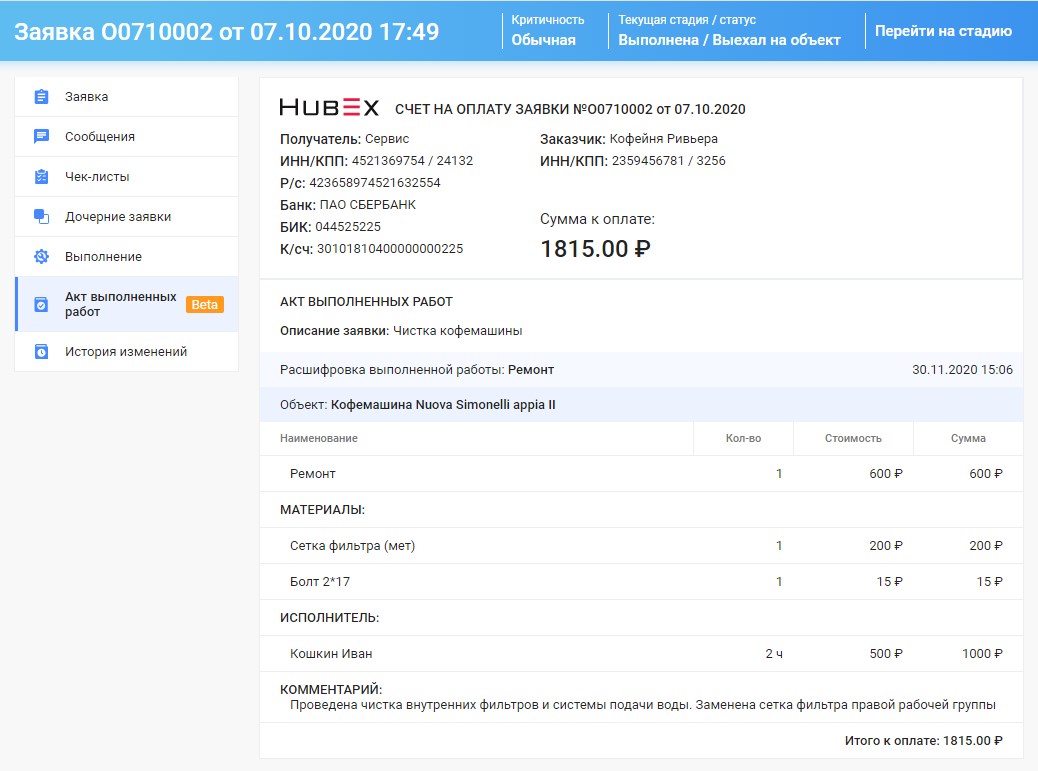 Заявка О0710002 от 07.10.2020 17:49
Критичность
Обычная
Текущая стадия / статус
Выполнена / Выехал на объект
Перейти на стадию
Заявка
Сообщения
Чек-листы
Дочерние заявки
Выполнение
Акт выполненных
работ
Beta
История изменений
HUBEX СЧЕТ НА ОПЛАТУ ЗАЯВКИ №О0710002 от 07.10.2020
Получатель: Сервис
ИНН/КПП: 4521369754 / 24132
Р/с: 423658974521632554
Банк: ПАО СБЕРБАНК
БИК: 044525225
К/сч: 30101810400000000225
Заказчик: Кофейня Ривьера
ИНН/КПП: 2359456781 / 3256
Сумма к оплате:
1815.00 ₽
АКТ ВЫПОЛНЕННЫХ РАБОТ
Описание заявки: Чистка кофемашины
Расшифровка выполненной работы: Ремонт 30.11.2020 15:06
Объект: Кофемашина Nuova Simonelli appia II
Наименование Кол-во Стоимость Сумма
Ремонт 1 600 ₽ 600 ₽
МАТЕРИАЛЫ:
Сетка фильтра (мет) 1 200 ₽ 200 ₽
Болт 2*17 1 15 ₽ 15 ₽
ИСПОЛНИТЕЛЬ:
Кошкин Иван 2 ч 500 ₽ 1000 ₽
КОММЕНТАРИЙ:
Проведена чистка внутренних фильтров и системы подачи воды. Заменена сетка фильтра правой рабочей группы
Итого к оплате: 1815.00 ₽